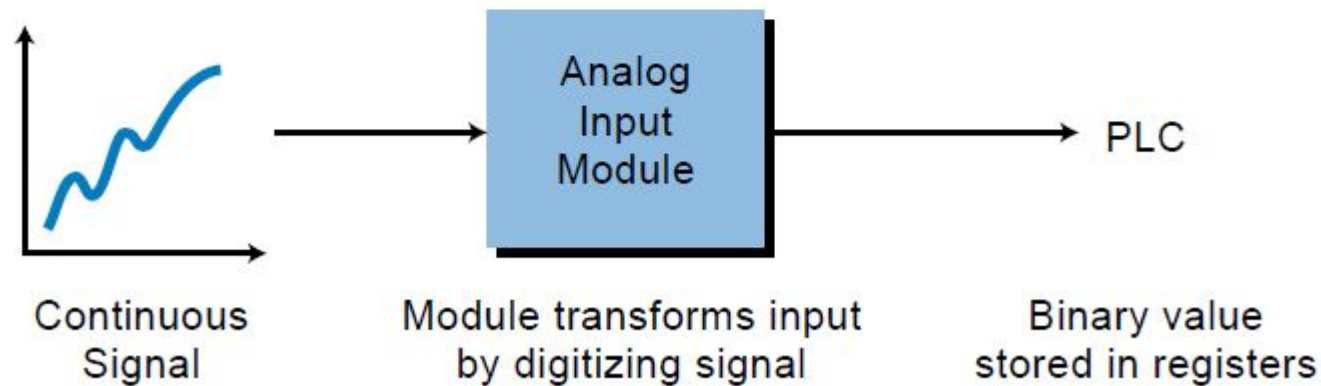 Analog
Input
Module
PLC
Continuous
Signal
Module transforms input
by digitizing signal
Binary value
stored in registers